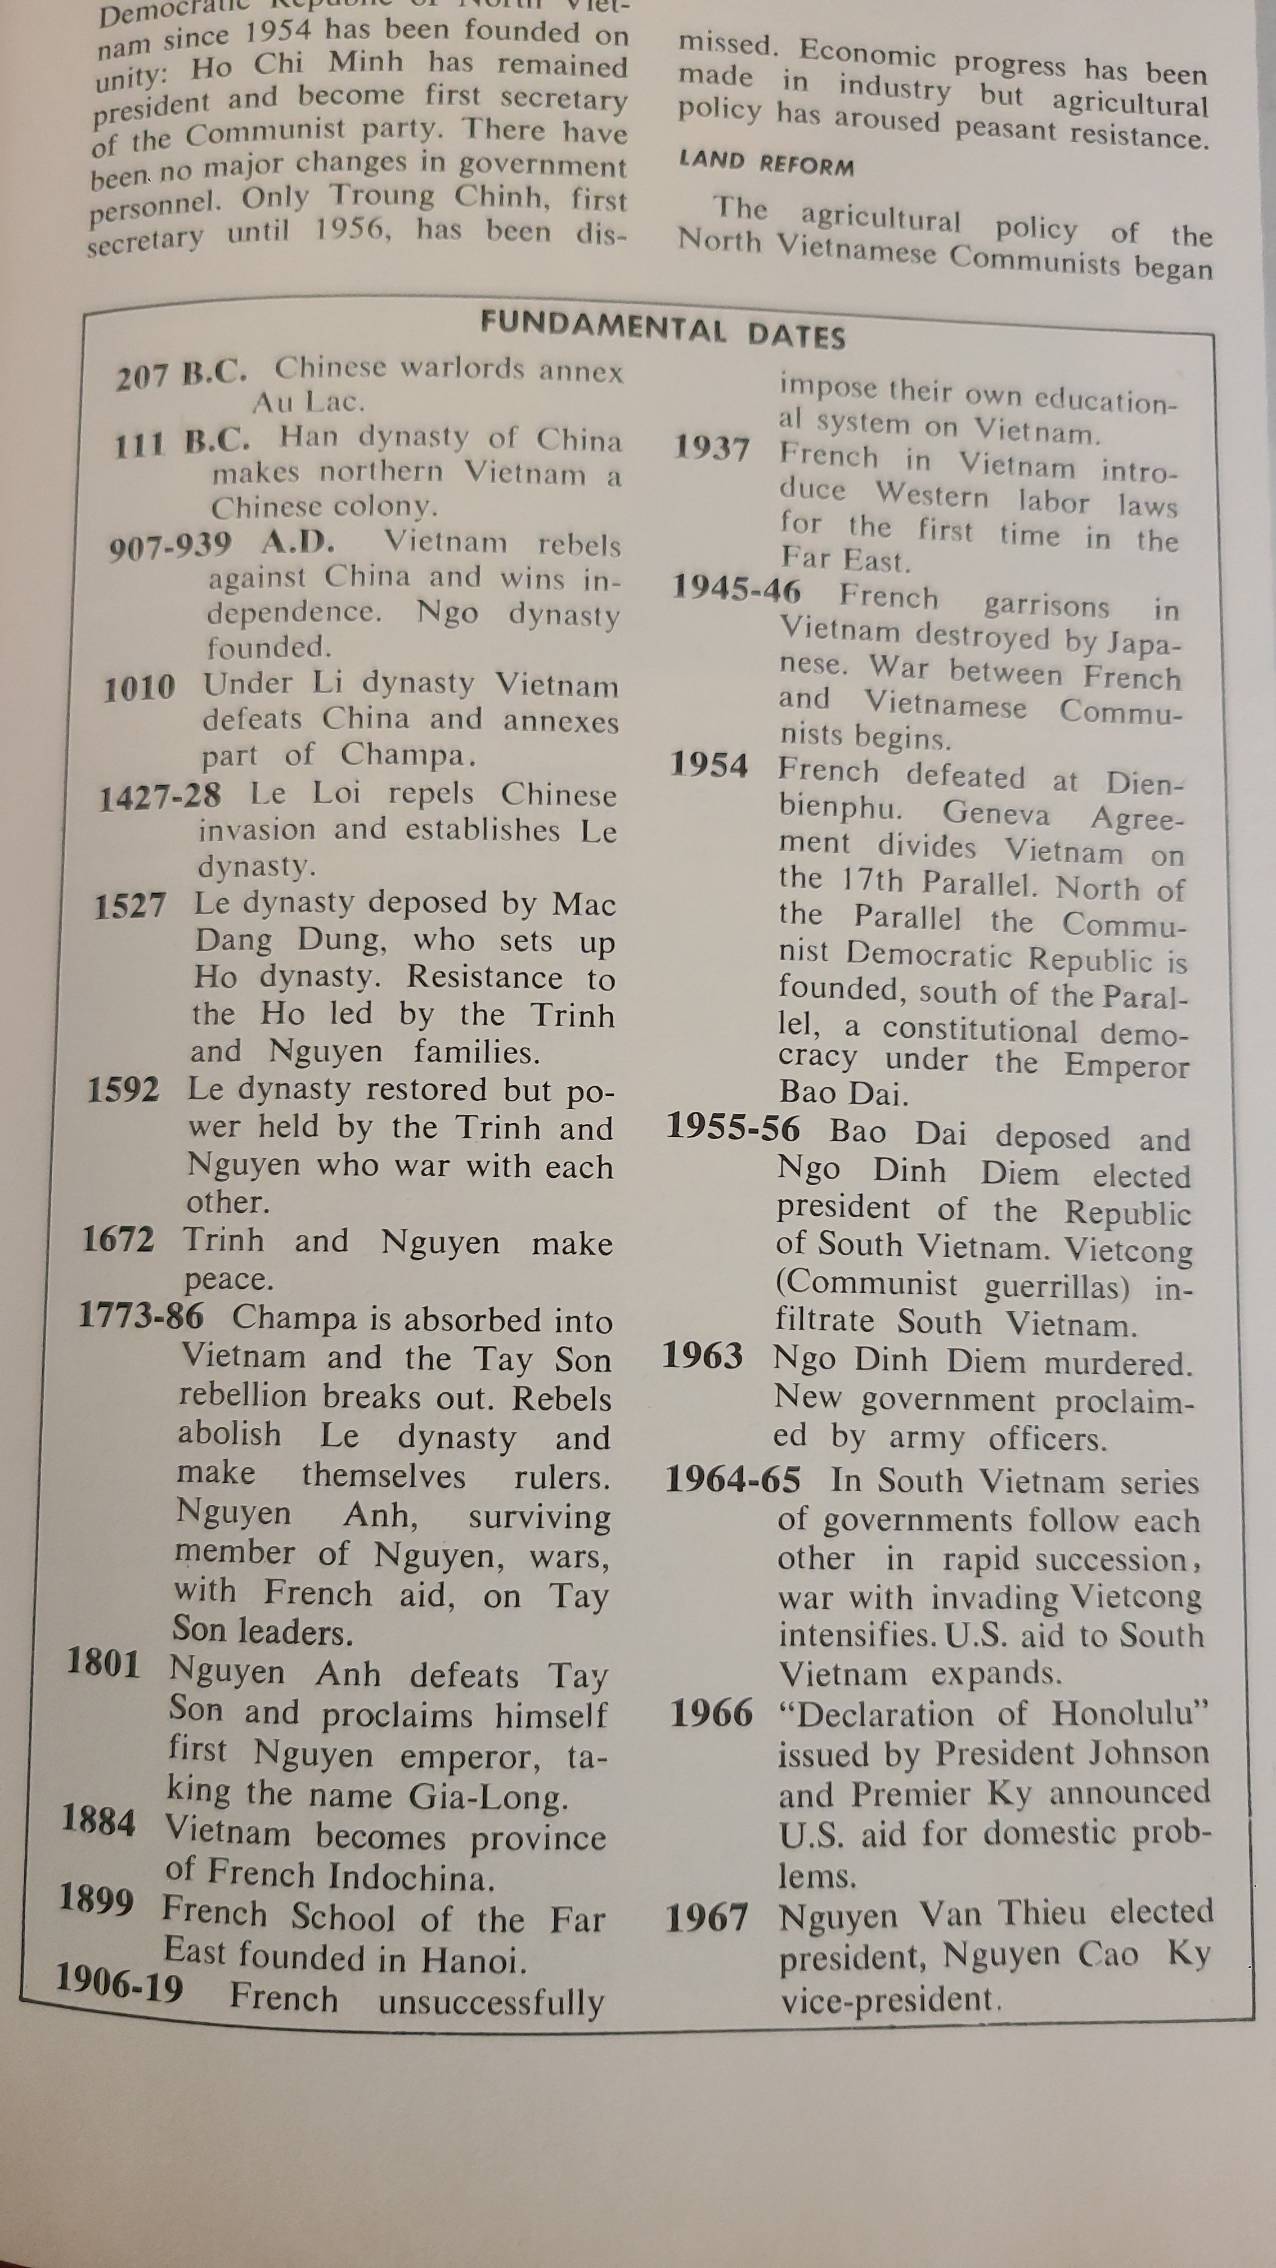 Democratic Republic of North Viet-
nam since 1954 has been founded on
unity: Ho Chi Minh has remained
president and become first secretary
of the Communist party. There have
been no major changes in government
personnel. Only Troung Chinh, first
secretary until 1956, has been dis-
missed. Economic progress has been
made in industry but agricultural
policy has aroused peasant resistance.
LAND REFORM
The agricultural policy of the
North Vietnamese Communists began
FUNDAMENTAL DATES
207 B.C. Chinese warlords annex
Au Lac.
111 B.C. Han dynasty of China
makes northern Vietnam a
Chinese colony.
907-939 A.D. Vietnam rebels
against China and wins in-
dependence. Ngo dynasty
founded.
1010 Under Li dynasty Vietnam
defeats China and annexes
part of Champa.
1427-28 Le Loi repels Chinese
invasion and establishes Le
dynasty.
1527 Le dynasty deposed by Mac
Dang Dung, who sets up
Ho dynasty. Resistance to
the Ho led by the Trinh
and Nguyen families.
1592 Le dynasty restored but po-
wer held by the Trinh and
Nguyen who war with each
other.
1672 Trinh and Nguyen make
peace.
1773-86 Champa is absorbed into
Vietnam and the Tay Son
rebellion breaks out. Rebels
abolish Le dynasty and
make themselves rulers.
Nguyen Anh, surviving
member of Nguyen, wars,
with French aid, on Tay
Son leaders.
1801 Nguyen Anh defeats Tay
Son and proclaims himself
first Nguyen emperor, ta-
king the name Gia-Long.
1884 Vietnam becomes province
of French Indochina.
1899 French School of the Far
East founded in Hanoi.
1906-19 French unsuccessfully
impose their own education-
al system on Vietnam.
1937 French in Vietnam intro-
duce Western labor laws
for the first time in the
Far East.
1945-46 French garrisons in
Vietnam destroyed by Japa-
nese. War between French
and Vietnamese Commu-
nists begins.
1954 French defeated at Dien-
bienphu. Geneva Agree-
ment divides Vietnam on
the 17th Parallel. North of
the Parallel the Commu-
nist Democratic Republic is
founded, south of the Paral-
lel, a constitutional demo-
cracy under the Emperor
Bao Dai.
1955-56 Bao Dai deposed and
Ngo Dinh Diem elected
president of the Republic
of South Vietnam. Vietcong
(Communist guerrillas) in-
filtrate South Vietnam.
1963 Ngo Dinh Diem murdered.
New government proclaim-
ed by army officers.
1964-65 In South Vietnam series
of governments follow each
other in rapid succession,
war with invading Vietcong
intensifies. U.S. aid to South
Vietnam expands.
1966 “Declaration of Honolulu”
issued by President Johnson
and Premier Ky announced
U.S. aid for domestic prob-
lems.
1967 Nguyen Van Thieu elected
president, Nguyen Cao Ky
vice-president.